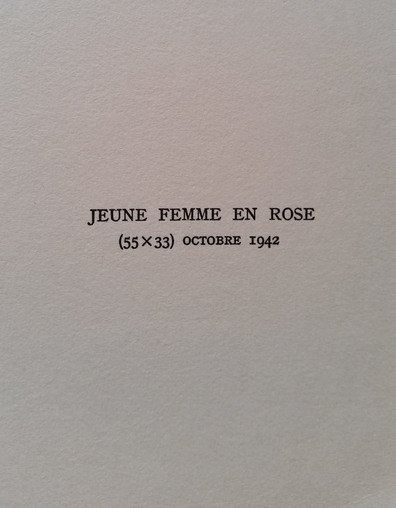 JEUNE FEMME EN ROSE
(55×33) OCTOBRE 1942